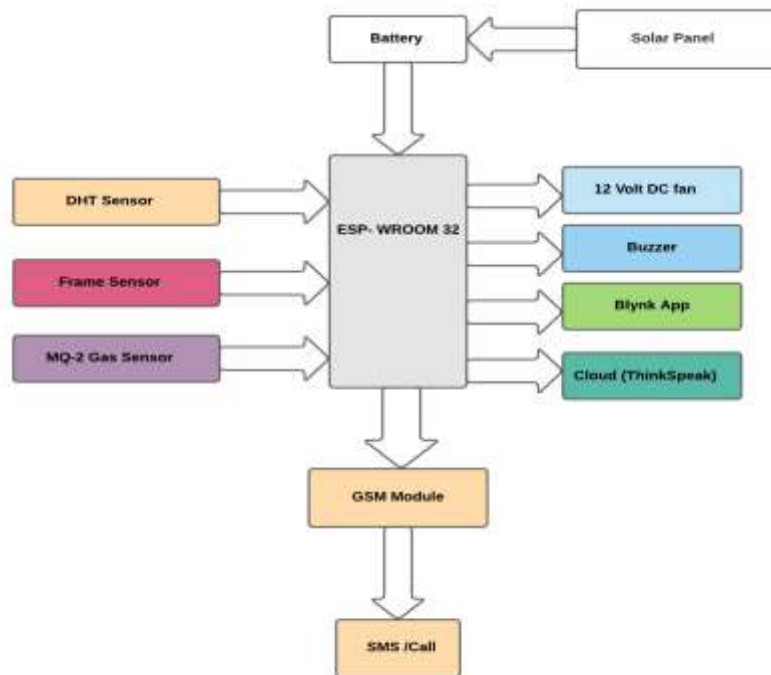 Battery
Solar Panel
DHT Sensor
ESP- WROOM 32
12 Volt DC fan
Buzzer
Frame Sensor
Blynk App
MQ-2 Gas Sensor
Cloud (ThinkSpeak)
GSM Module
SMS /Call